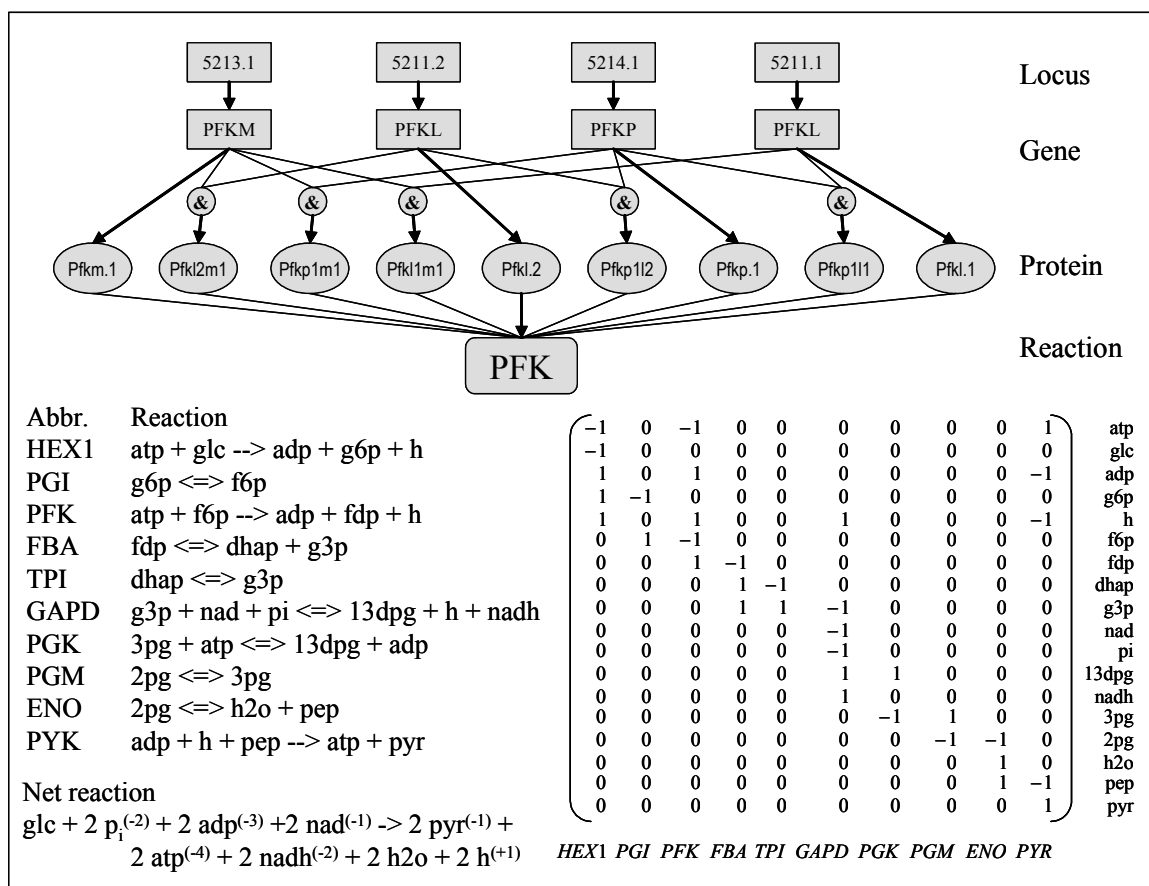 5213.1 5211.2 5214.1 5211.1 Locus
PFKM PFKL PFKP PFKL Gene
& & & & &
Pfkm.1 Pfkl2m1 Pfkp1m1 Pfkl1m1 Pfkl.2 Pfkp1l2 Pfkp.1 Pfkp1l1 Pfkl.1 Protein
PFK Reaction
Abbr. Reaction
HEX1 atp + glc --> adp + g6p + h
PGI g6p <=> f6p
PFK atp + f6p --> adp + fdp + h
FBA fdp <=> dhap + g3p
TPI dhap <=> g3p
GAPD g3p + nad + pi <=> 13dpg + h + nadh
PGK 3pg + atp <=> 13dpg + adp
PGM 2pg <=> 3pg
ENO 2pg <=> h2o + pep
PYK adp + h + pep --> atp + pyr
Net reaction
glc + 2 pi(-2) + 2 adp(-3) +2 nad(-1) -> 2 pyr(-1) +
2 atp(-4) + 2 nadh(-2) + 2 h2o + 2 h(+1)
−1 0 −1 0 0 0 0 0 0 1 atp
−1 0 0 0 0 0 0 0 0 0 glc
1 0 1 0 0 0 0 0 0 −1 adp
1 −1 0 0 0 0 0 0 0 0 g6p
1 0 1 0 0 1 0 0 0 −1 h
0 1 −1 0 0 0 0 0 0 0 f6p
0 0 1 −1 0 0 0 0 0 0 fdp
0 0 0 1 −1 0 0 0 0 0 dhap
0 0 0 1 1 −1 0 0 0 0 g3p
0 0 0 0 0 −1 0 0 0 0 nad
0 0 0 0 0 −1 0 0 0 0 pi
0 0 0 0 0 1 1 0 0 0 13dpg
0 0 0 0 0 1 0 0 0 0 nadh
0 0 0 0 0 0 −1 1 0 0 3pg
0 0 0 0 0 0 0 −1 −1 0 2pg
0 0 0 0 0 0 0 0 1 0 h2o
0 0 0 0 0 0 0 0 1 −1 pep
0 0 0 0 0 0 0 0 0 1 pyr
HEX1 PGI PFK FBA TPI GAPD PGK PGM ENO PYR